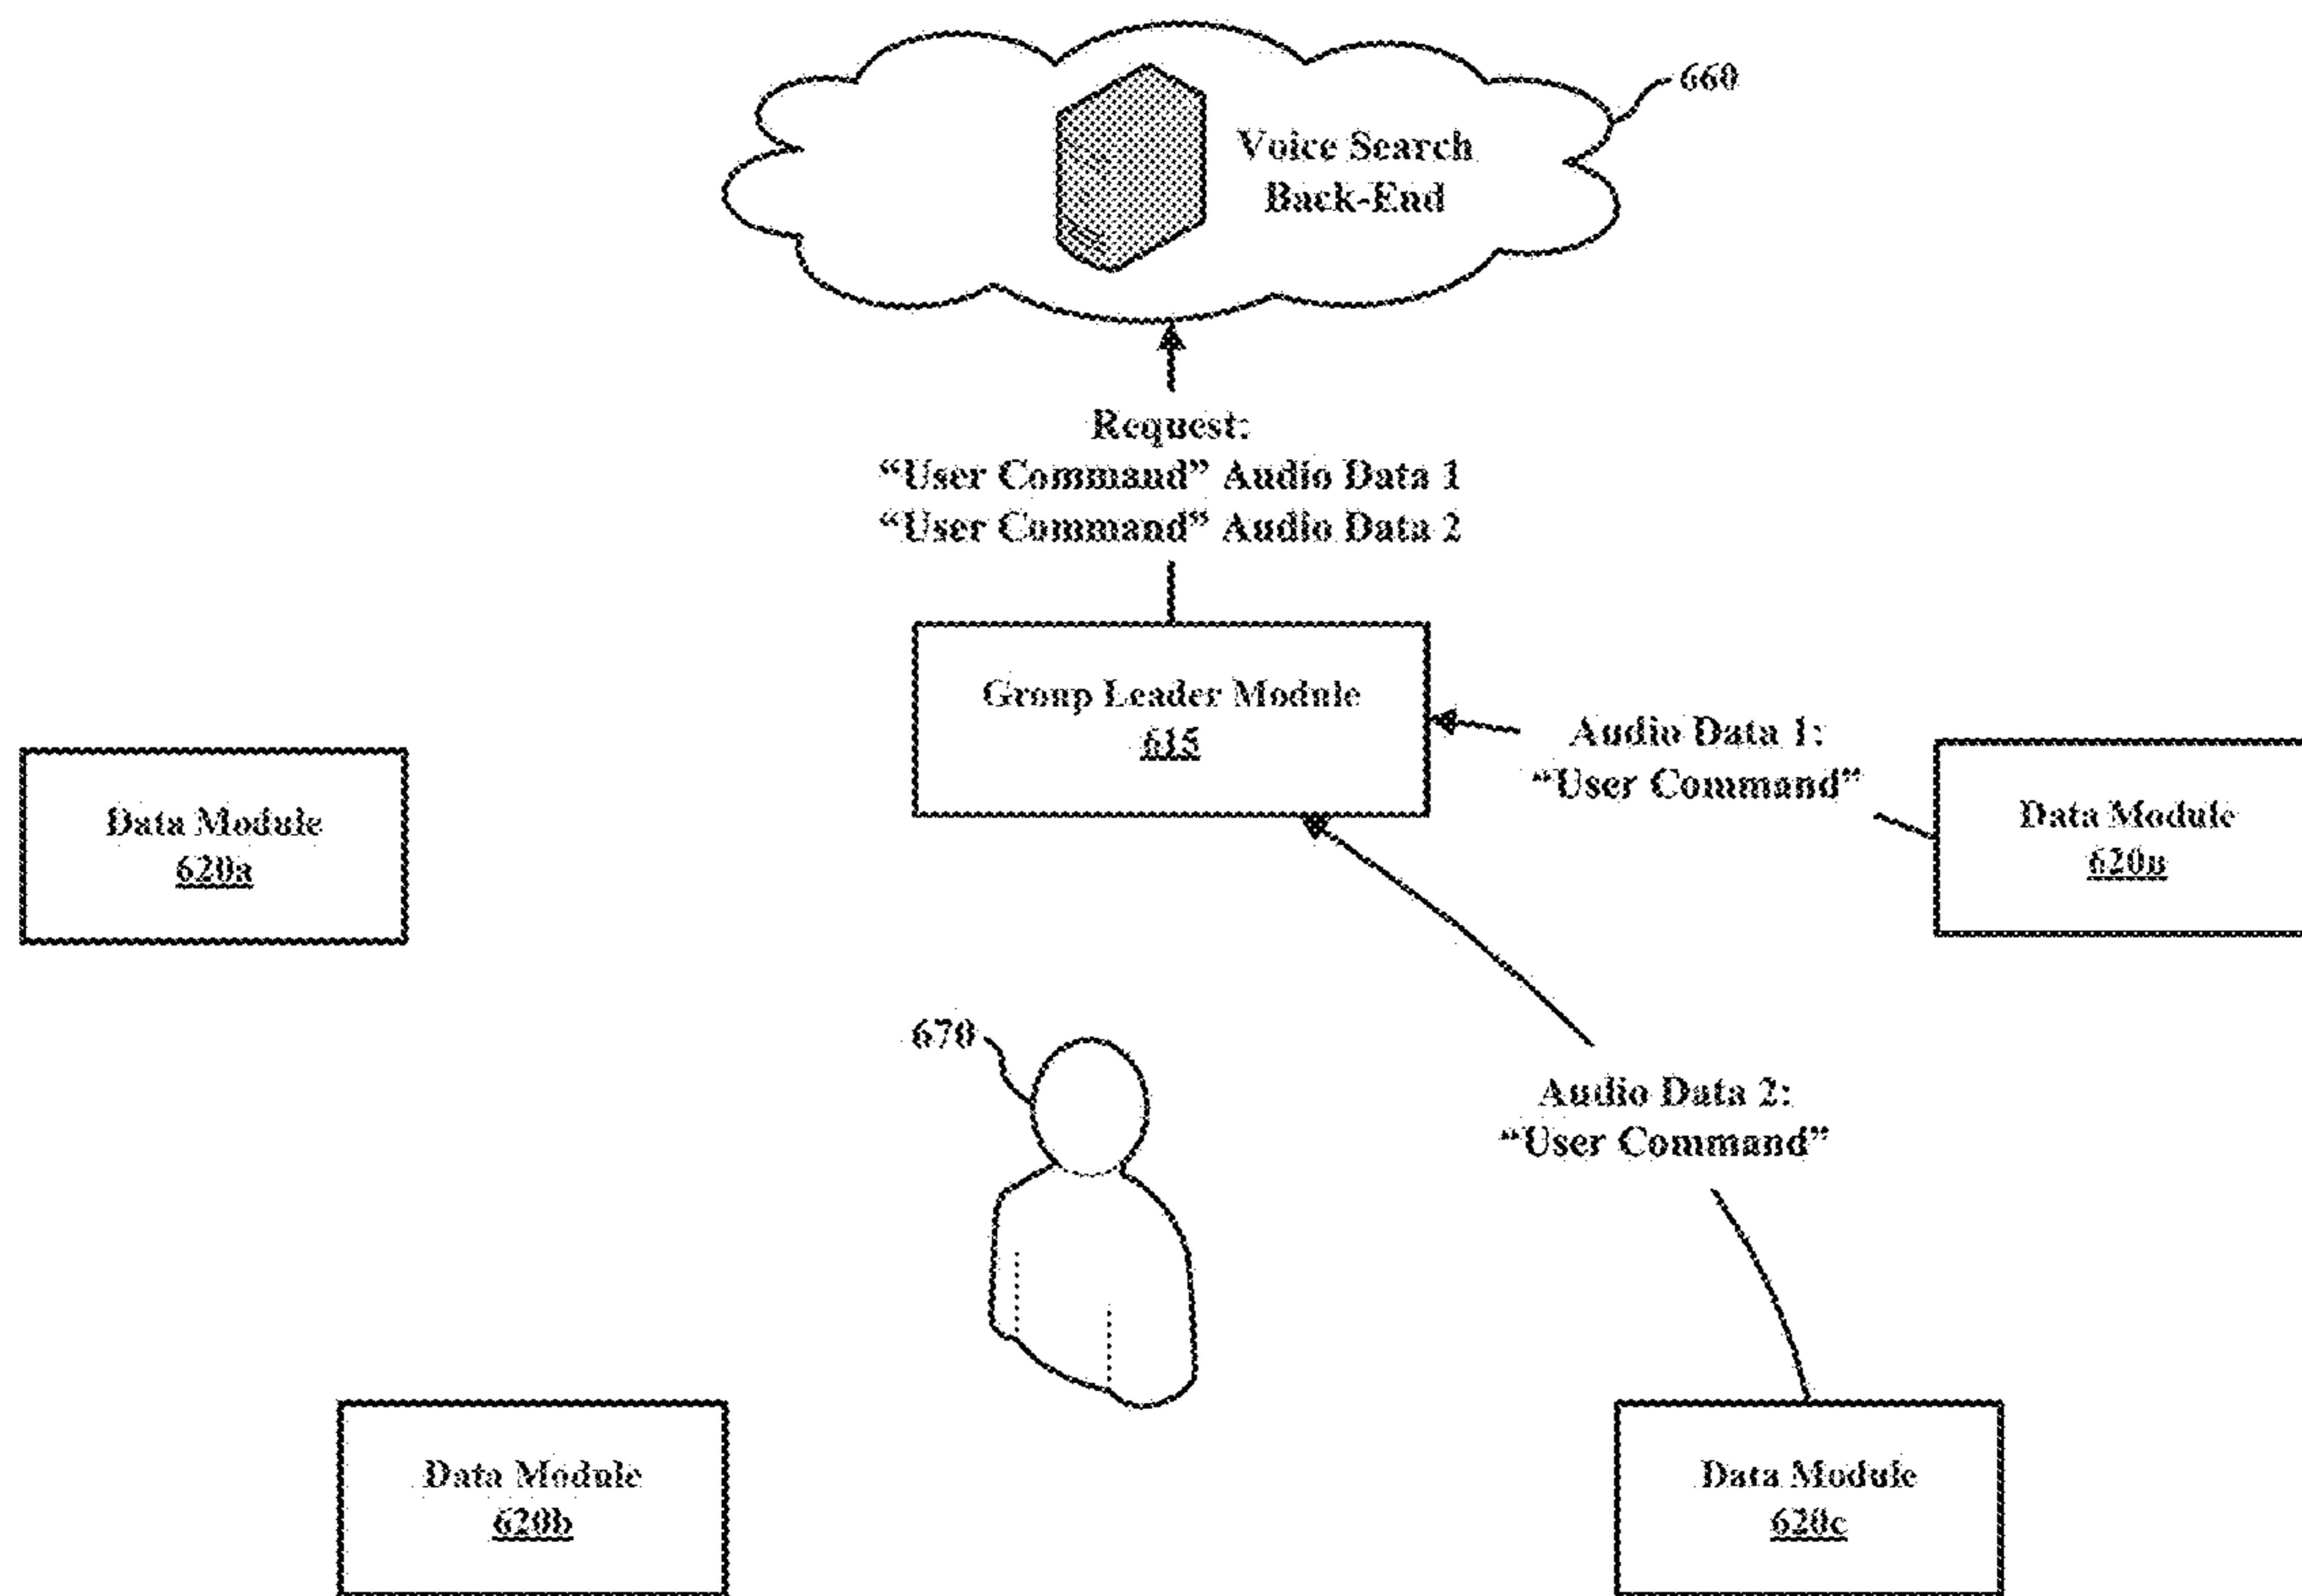 660
Voice Search
Back-End
Request:
“User Command” Audio Data 1
“User Command” Audio Data 2
Group Leader Module
615
Audio Data 1:
“User Command”
Data Module
620a
Data Module
620n
670
Audio Data 2:
“User Command”
Data Module
620b
Data Module
620c